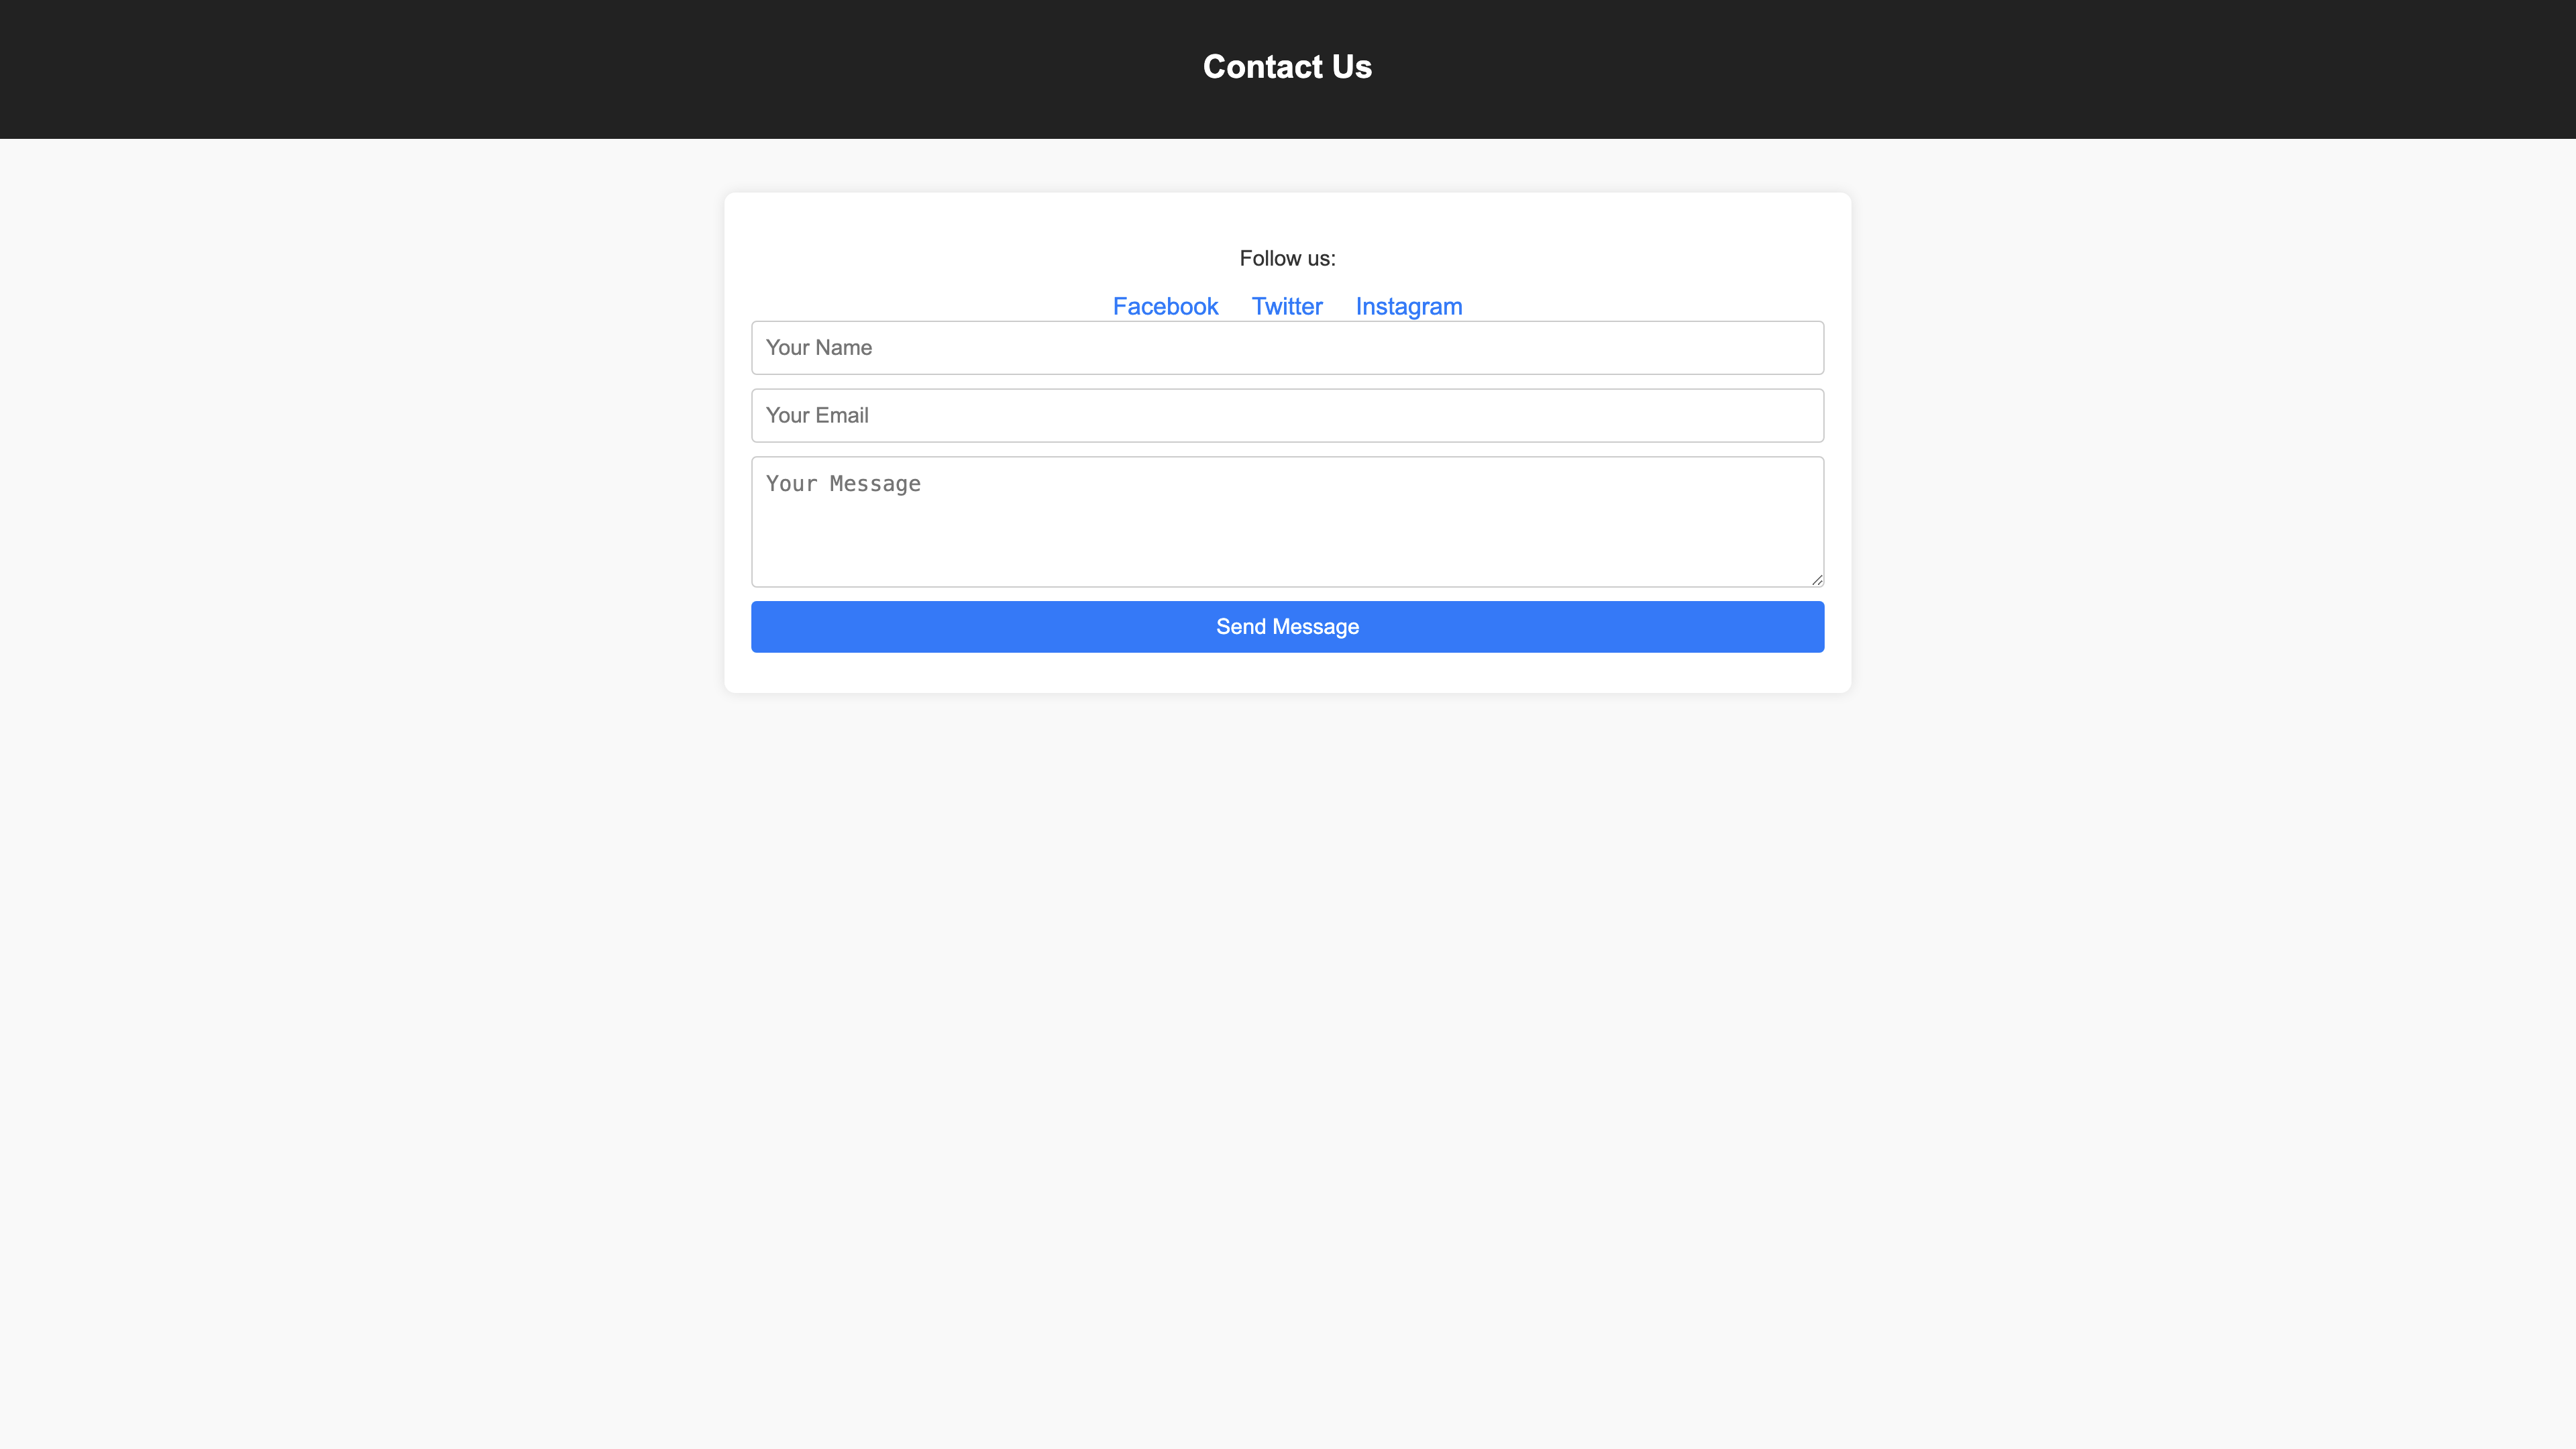 Contact Us
Follow us:
Facebook Twitter Instagram
Your Name
Your Email
Your Message
Send Message